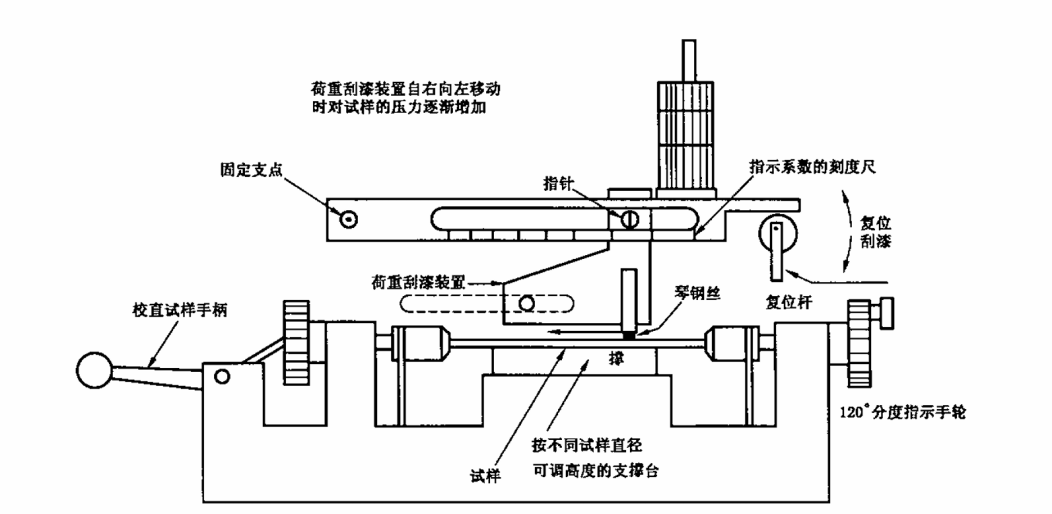 荷重刮漆装置自右向左移动
时对试样的压力逐渐增加
固定支点
指针
指示系数的刻度尺
复位
刮漆
荷重刮漆装置
琴钢丝
复位杆
校直试样手柄
撑
120°分度指示手轮
按不同试样直径
可调高度的支撑台
试样